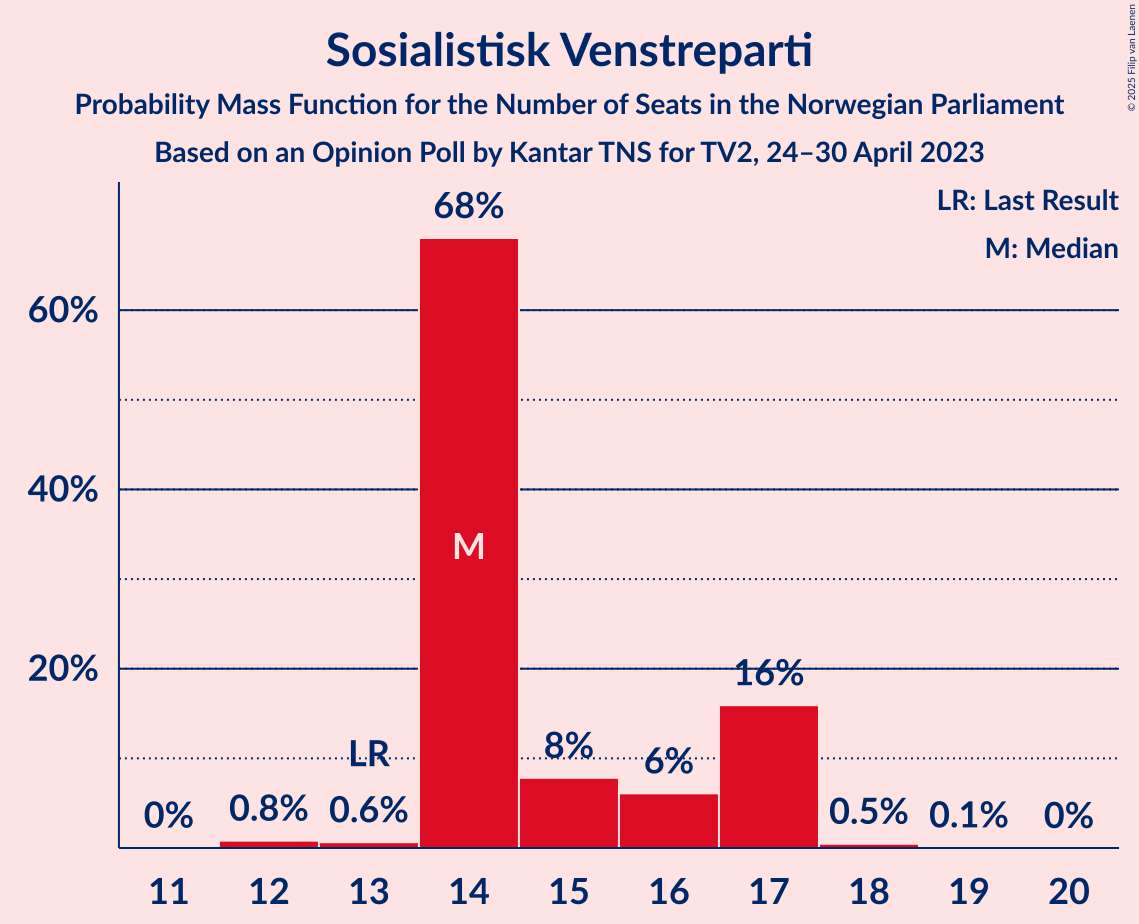 Sosialistisk Venstreparti
Probability Mass Function for the Number of Seats in the Norwegian Parliament
Based on an Opinion Poll by Kantar TNS for TV2, 24–30 April 2023
© 2025 Filip van Laenen
LR: Last Result
M: Median
60%
40%
20%
0%
0.8%
LR
0.6%
68%
M
8%
6%
16%
0.5%
0.1%
0%
11 12 13 14 15 16 17 18 19 20